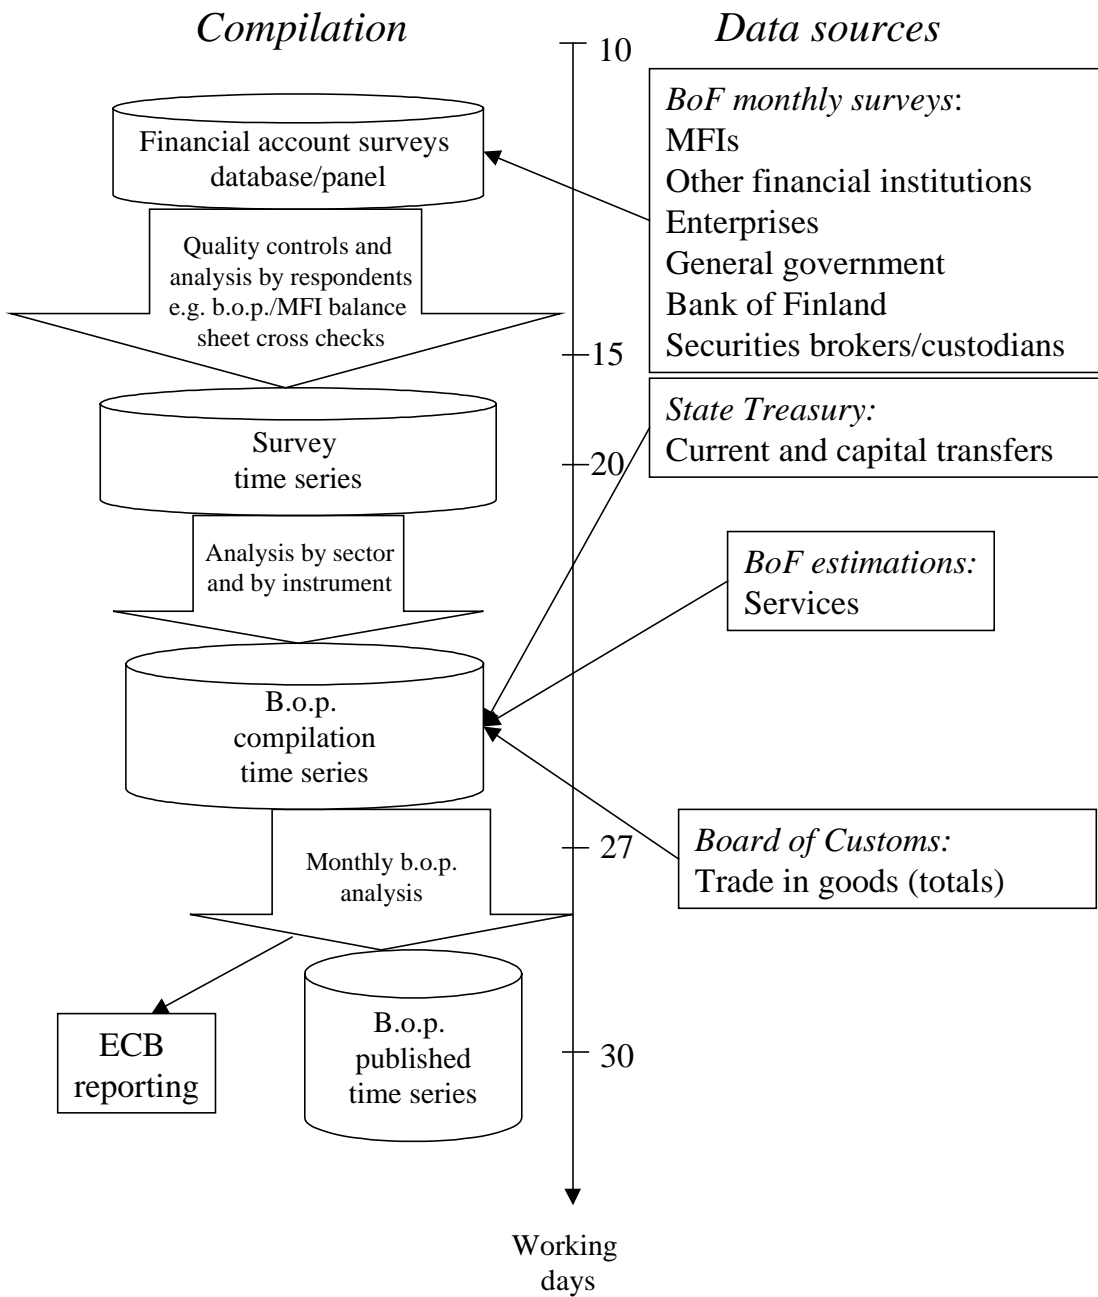 Compilation
Data sources
10
BoF monthly surveys:
MFIs
Other financial institutions
Enterprises
General government
Bank of Finland
Securities brokers/custodians
Financial account surveys
database/panel
Quality controls and
analysis by respondents
e.g. b.o.p./MFI balance
sheet cross checks
15
State Treasury:
Current and capital transfers
Survey
time series
20
Analysis by sector
and by instrument
BoF estimations:
Services
B.o.p.
compilation
time series
27
Board of Customs:
Trade in goods (totals)
Monthly b.o.p.
analysis
ECB
reporting
B.o.p.
published
time series
30
Working
days